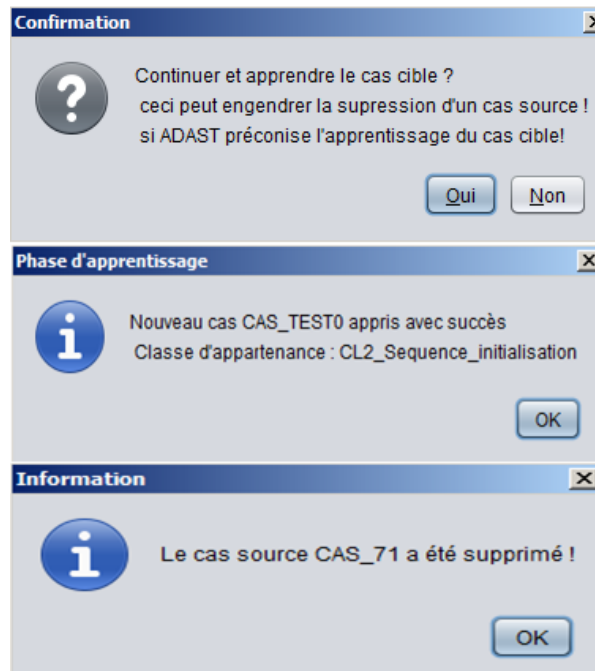 Confirmation
Continuer et apprendre le cas cible ?
ceci peut engendrer la supression d'un cas source !
si ADAST préconise l'apprentissage du cas cible!
Oui Non
Phase d'apprentissage
Nouveau cas CAS_TEST0 appris avec succès
Classe d'appartenance : CL2_Sequence_initialisation
OK
Information
Le cas source CAS_71 a été supprimé !
OK